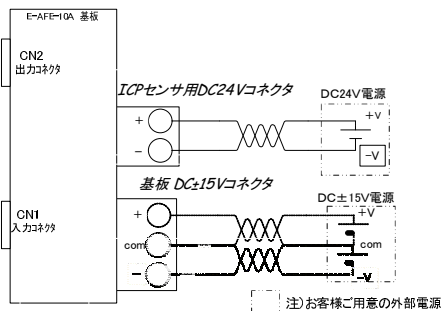 E-AFE-10A 基板
CN2
出力コネクタ
ICPセンサ用DC24Vコネクタ
DC24V電源
+
+V
−
-V
基板 DC±15Vコネクタ
DC±15V電源
CN1
入力コネクタ
+
+V
com
com
−
-V
注)お客様ご用意の外部電源